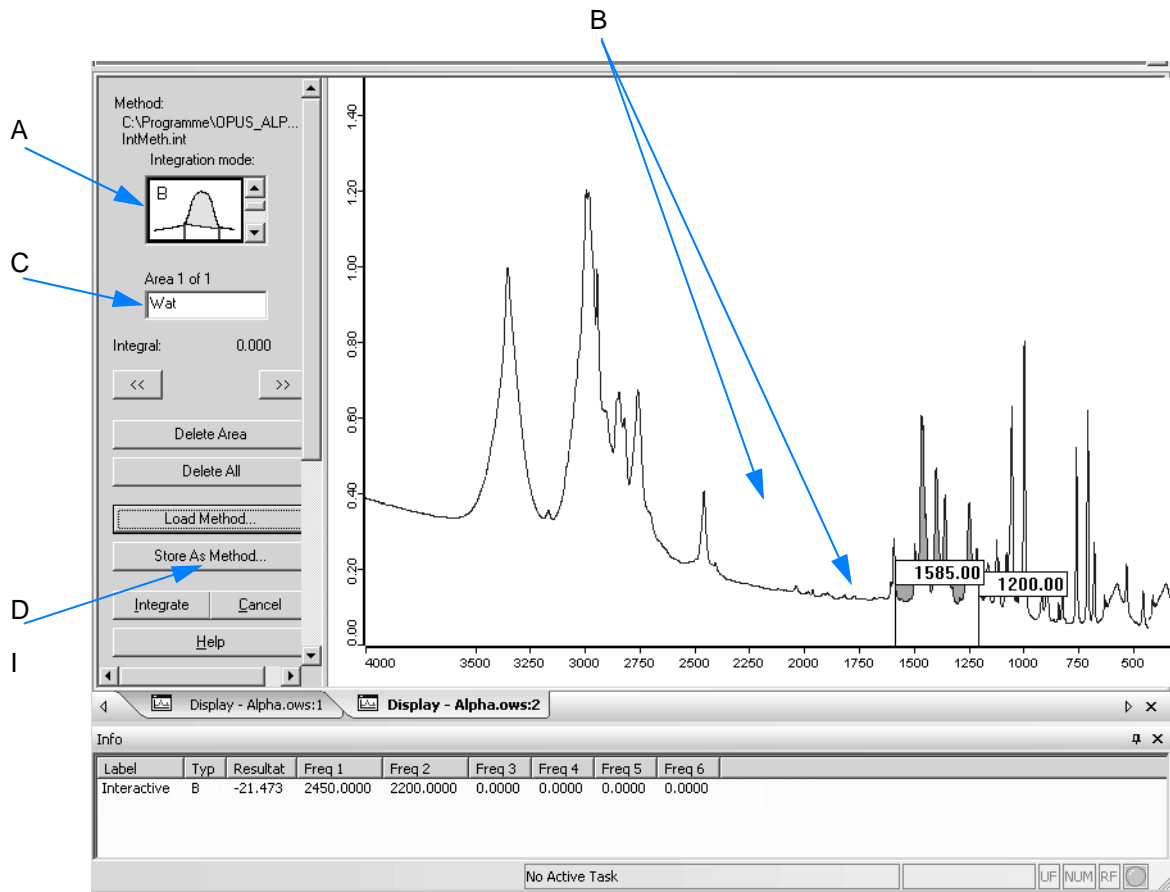 B
Method:
C:\Programme\OPUS_ALP...
IntMeth.int
A
Integration mode:
B
C
Area 1 of 1
Wat
Integral: 0.000
<< >>
Delete Area
Delete All
Load Method...
Store As Method...
D
Integrate Cancel
Help
I
1.40
1.20
1.00
0.80
0.60
0.40
0.20
0.00
1585.00
1200.00
4000 3500 3250 3000 2750 2500 2250 2000 1750 1500 1250 1000 750 500
Display - Alpha.ows:1 Display - Alpha.ows:2
Info
Label Typ Resultat Freq 1 Freq 2 Freq 3 Freq 4 Freq 5 Freq 6
Interactive B -21.473 2450.0000 2200.0000 0.0000 0.0000 0.0000 0.0000
No Active Task UF NUM RF